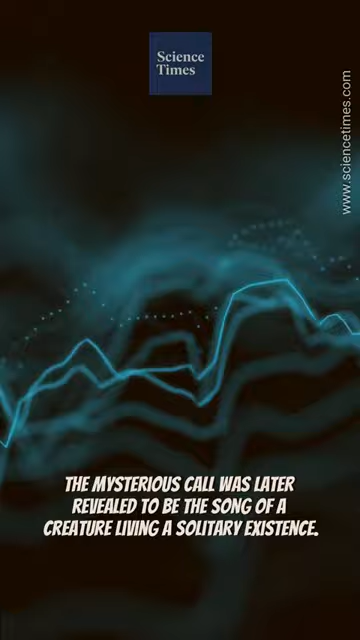 Science
Times
www.sciencetimes.com
THE MYSTERIOUS CALL WAS LATER
REVEALED TO BE THE SONG OF A
CREATURE LIVING A SOLITARY EXISTENCE.